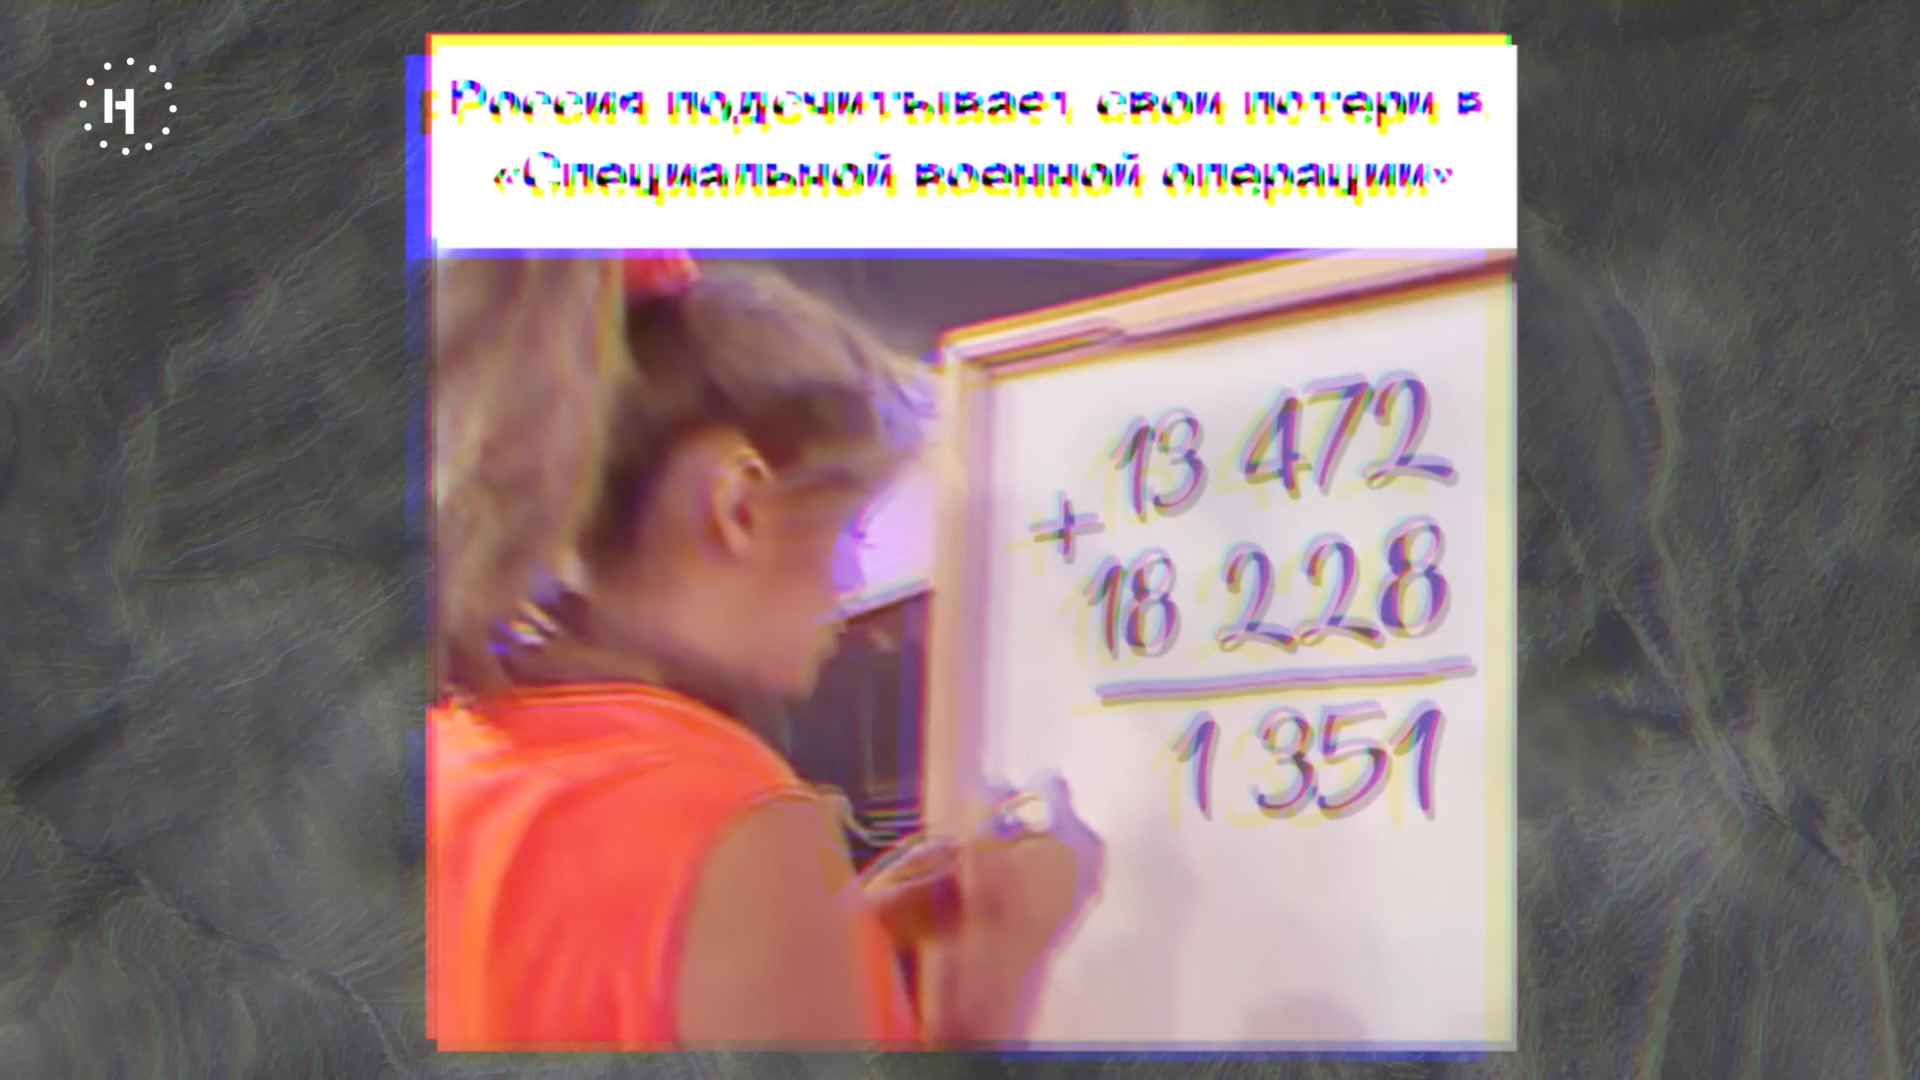 Россия подсчитывает свои потери в
«Специальной военной операции»
13 472
+
18 228
1 351